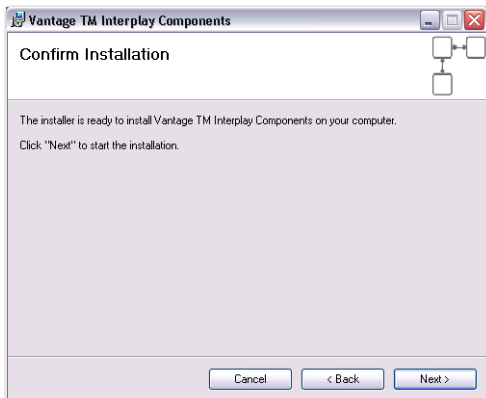 Vantage TM Interplay Components
Confirm Installation
The installer is ready to install Vantage TM Interplay Components on your computer.
Click "Next" to start the installation.
Cancel
< Back
Next >